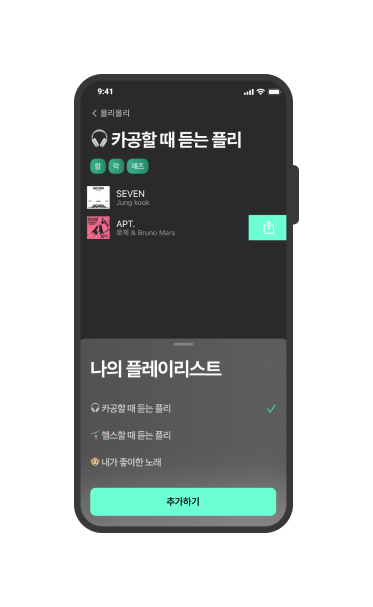 9:41
몰리몰리
🎧 카공할 때 듣는 플리
팝 락 재즈
SEVEN
Jung kook
APT.
로제 & Bruno Mars
나의 플레이리스트
🎧 카공할 때 듣는 플리
헬스할 때 듣는 플리
🐵 내가 좋아한 노래
추가하기